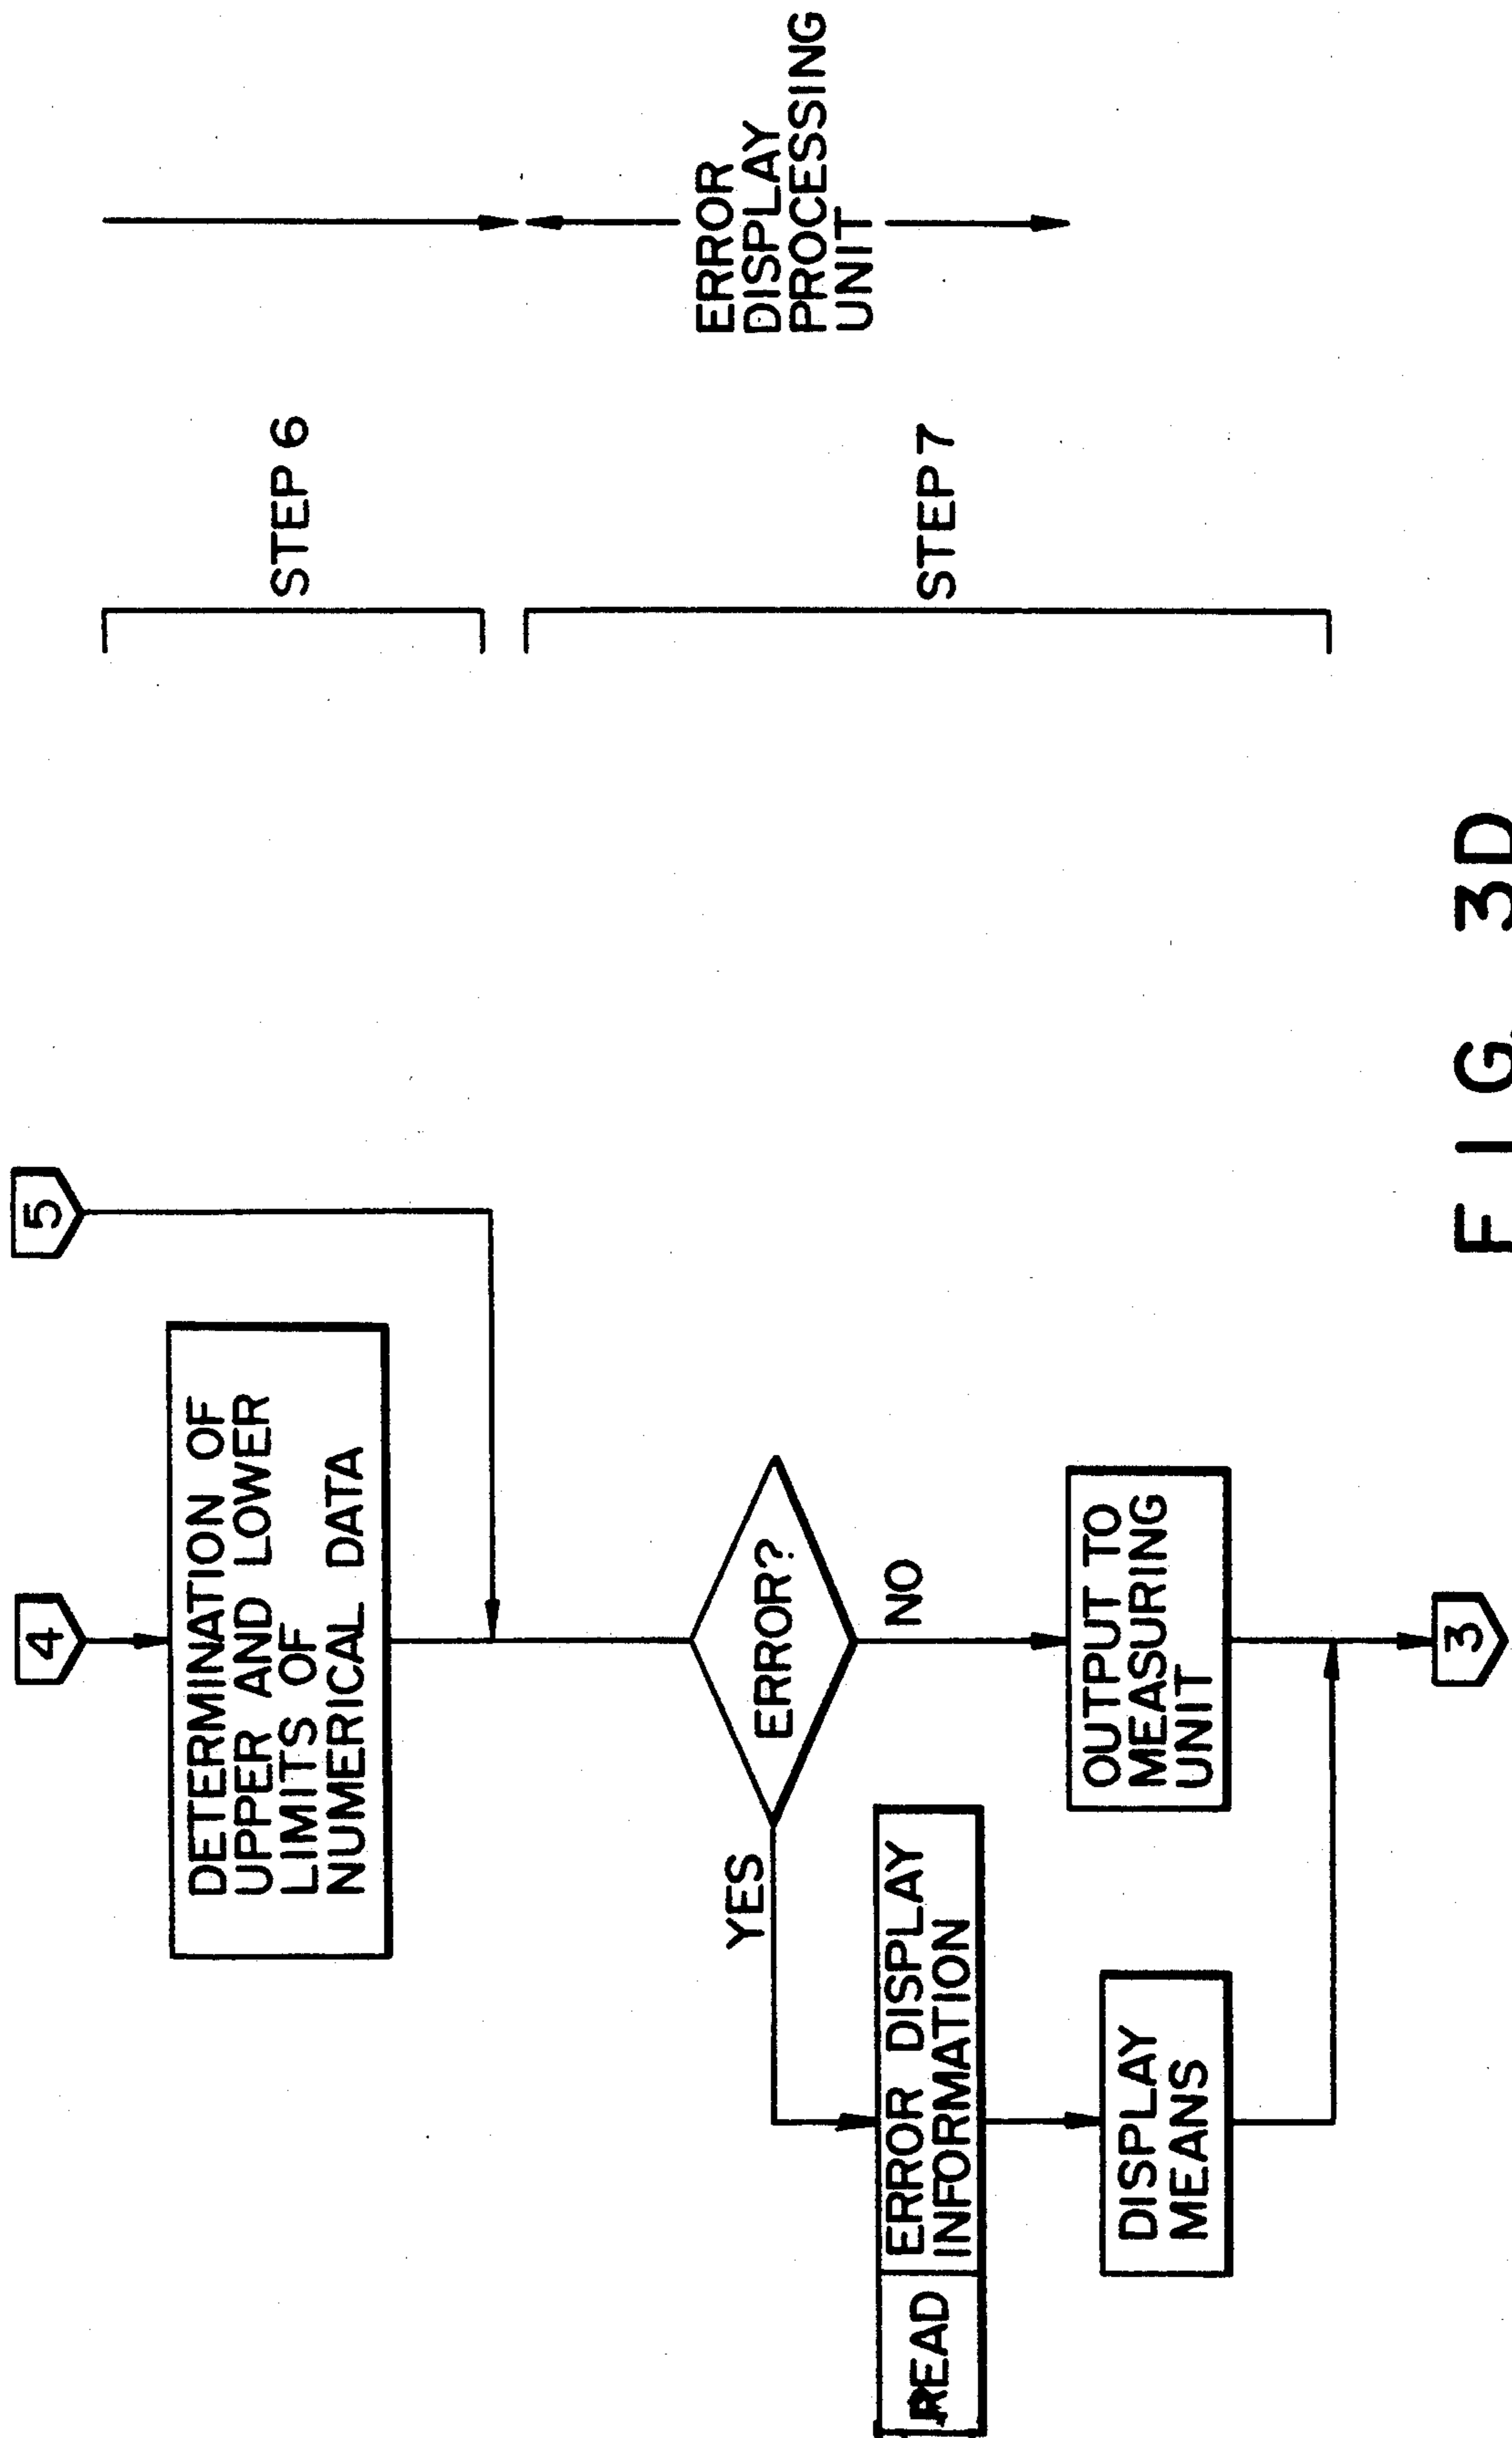 4
5
DETERMINATION OF
UPPER AND LOWER
LIMITS OF
NUMERICAL DATA
STEP 6
ERROR?
YES
NO
READ
ERROR DISPLAY
INFORMATION
OUTPUT TO
MEASURING
UNIT
DISPLAY
MEANS
3
STEP 7
ERROR
DISPLAY
PROCESSING
UNIT
FIG. 3D